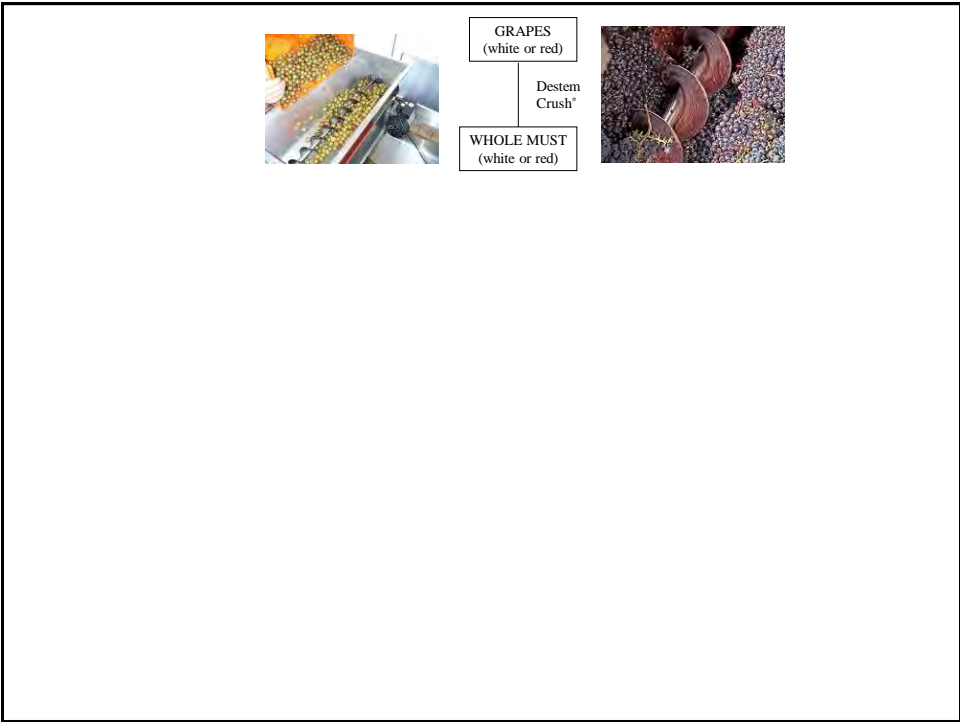 GRAPES
(white or red)
Destem
Crush*
WHOLE MUST
(white or red)